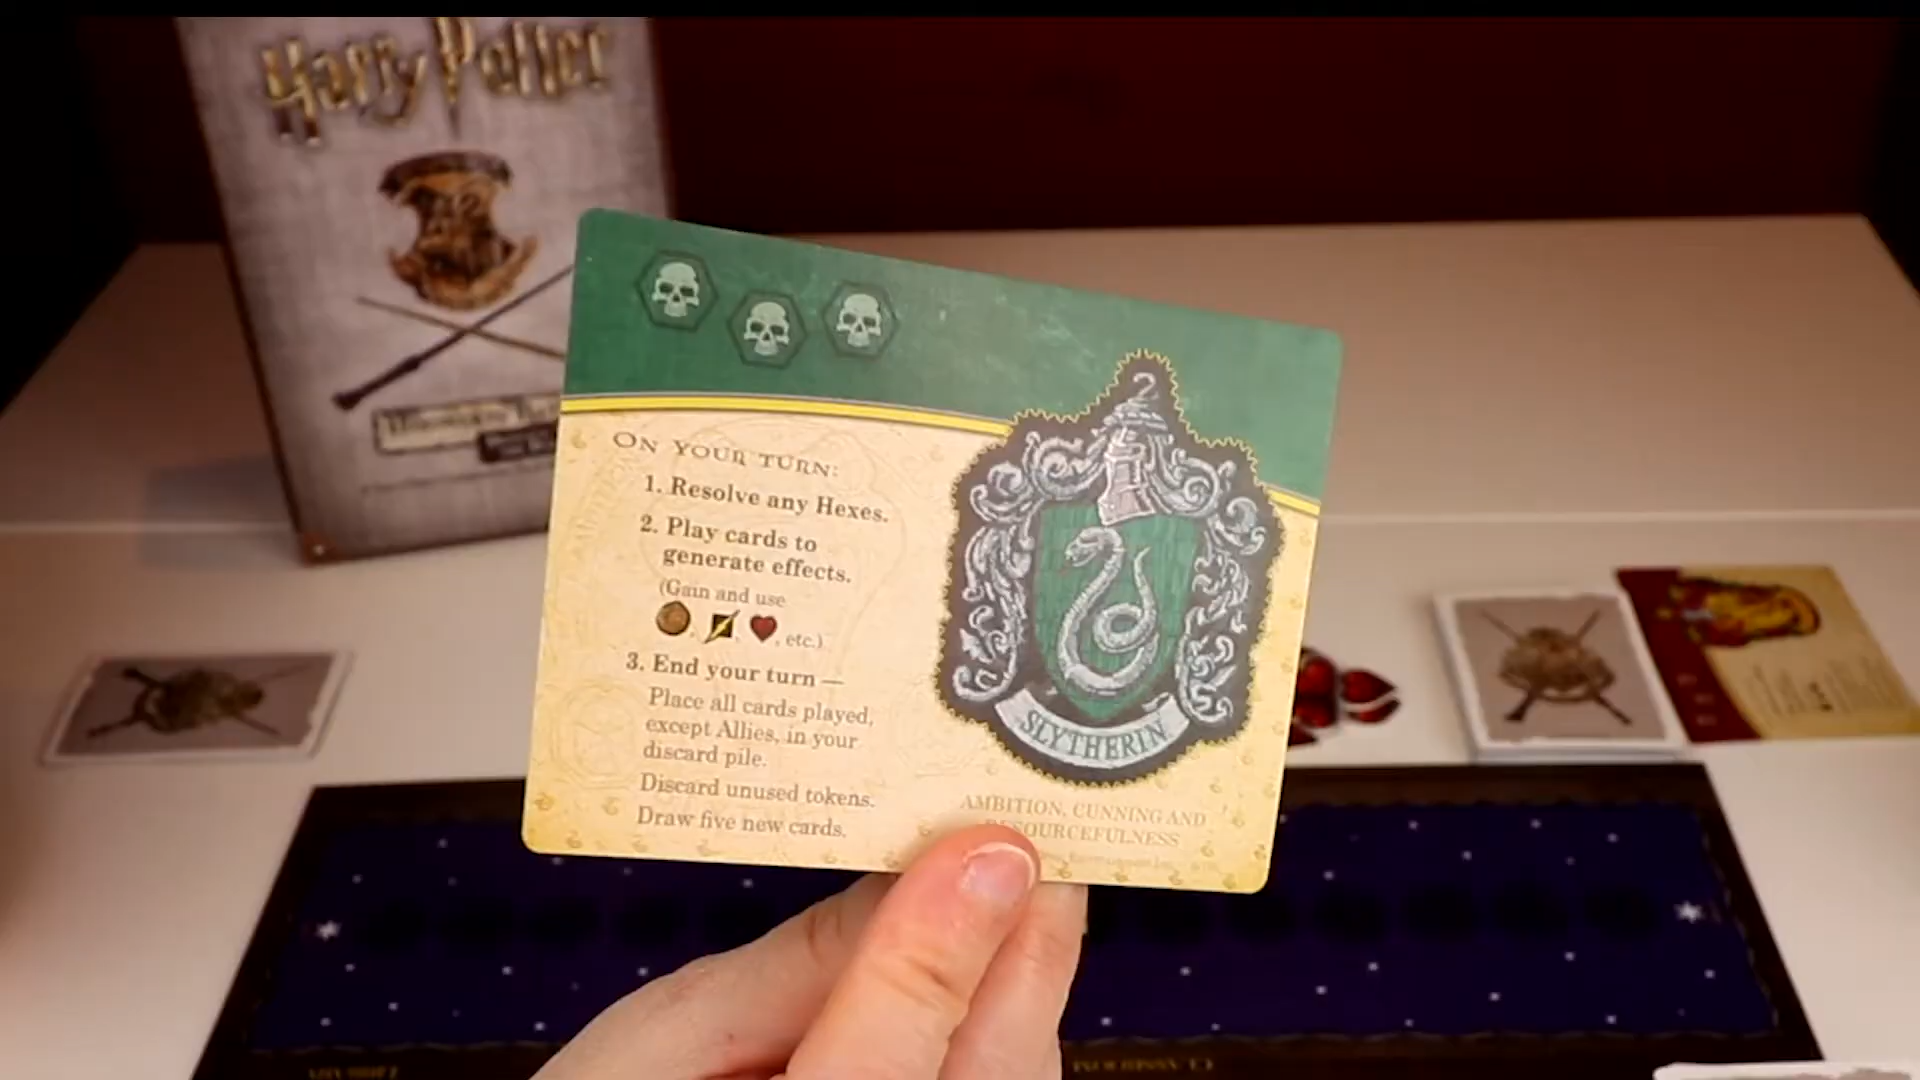 Harry Potter
ON YOUR TURN:
1. Resolve any Hexes.
2. Play cards to
generate effects.
(Gain and use
, , , etc.)
3. End your turn —
Place all cards played,
except Allies, in your
discard pile.
Discard unused tokens.
Draw five new cards.
SLYTHERIN
AMBITION, CUNNING AND
RESOURCEFULNESS
LIBRARY
CLASSROOM